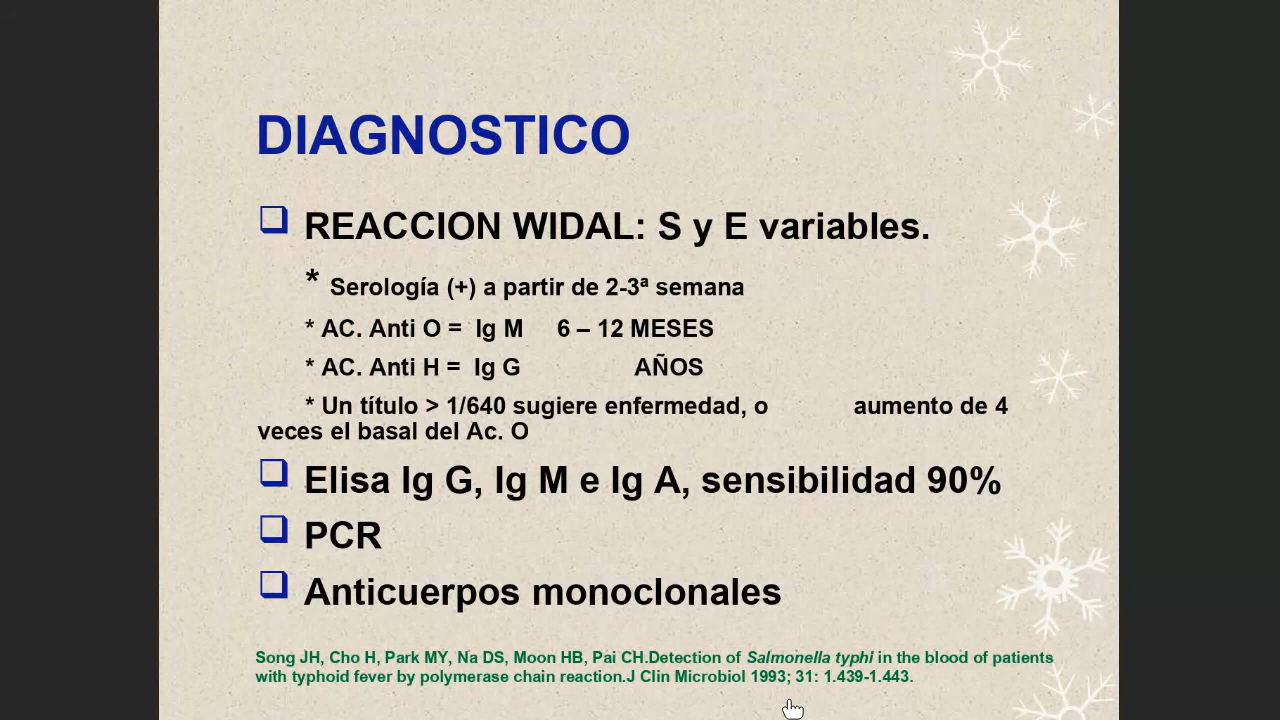 DIAGNOSTICO
REACCION WIDAL: S y E variables.
* Serología (+) a partir de 2-3ª semana
* AC. Anti O = Ig M 6 – 12 MESES
* AC. Anti H = Ig G AÑOS
* Un título > 1/640 sugiere enfermedad, o aumento de 4
veces el basal del Ac. O
Elisa Ig G, Ig M e Ig A, sensibilidad 90%
PCR
Anticuerpos monoclonales
Song JH, Cho H, Park MY, Na DS, Moon HB, Pai CH.Detection of Salmonella typhi in the blood of patients
with typhoid fever by polymerase chain reaction.J Clin Microbiol 1993; 31: 1.439-1.443.